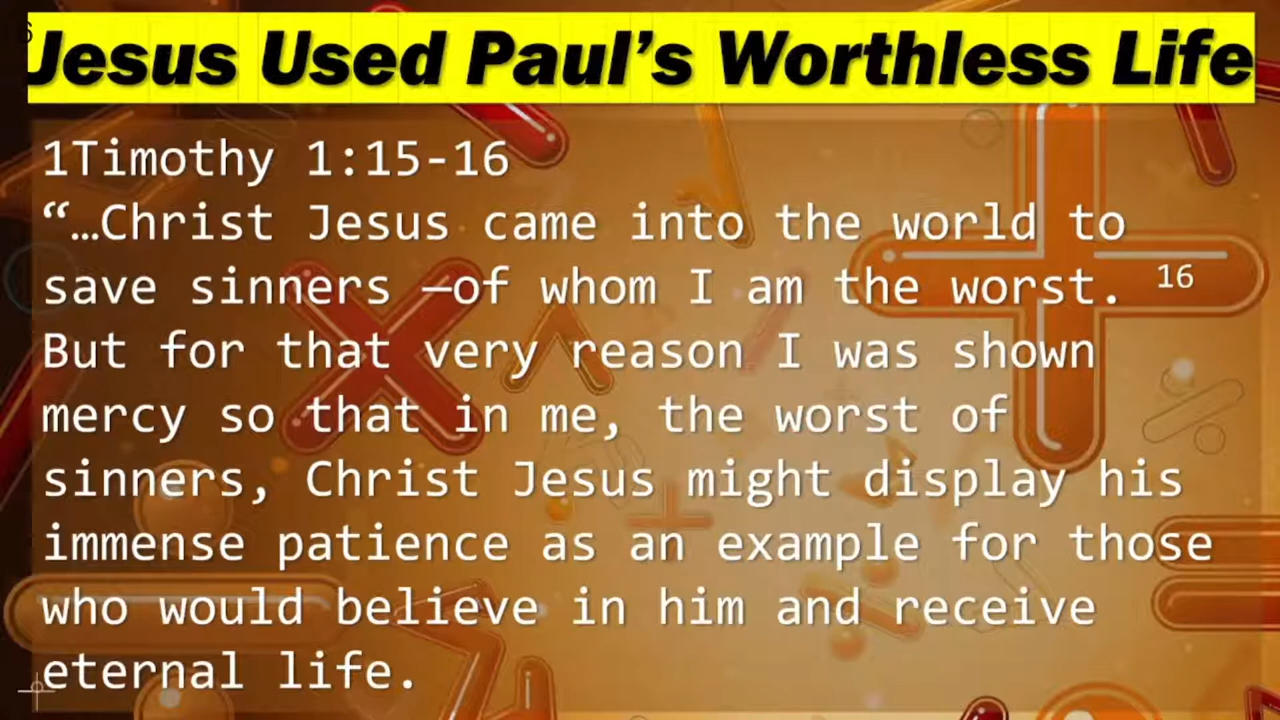 Jesus Used Paul’s Worthless Life
1Timothy 1:15-16
“…Christ Jesus came into the world to
save sinners —of whom I am the worst. 16
But for that very reason I was shown
mercy so that in me, the worst of
sinners, Christ Jesus might display his
immense patience as an example for those
who would believe in him and receive
eternal life.